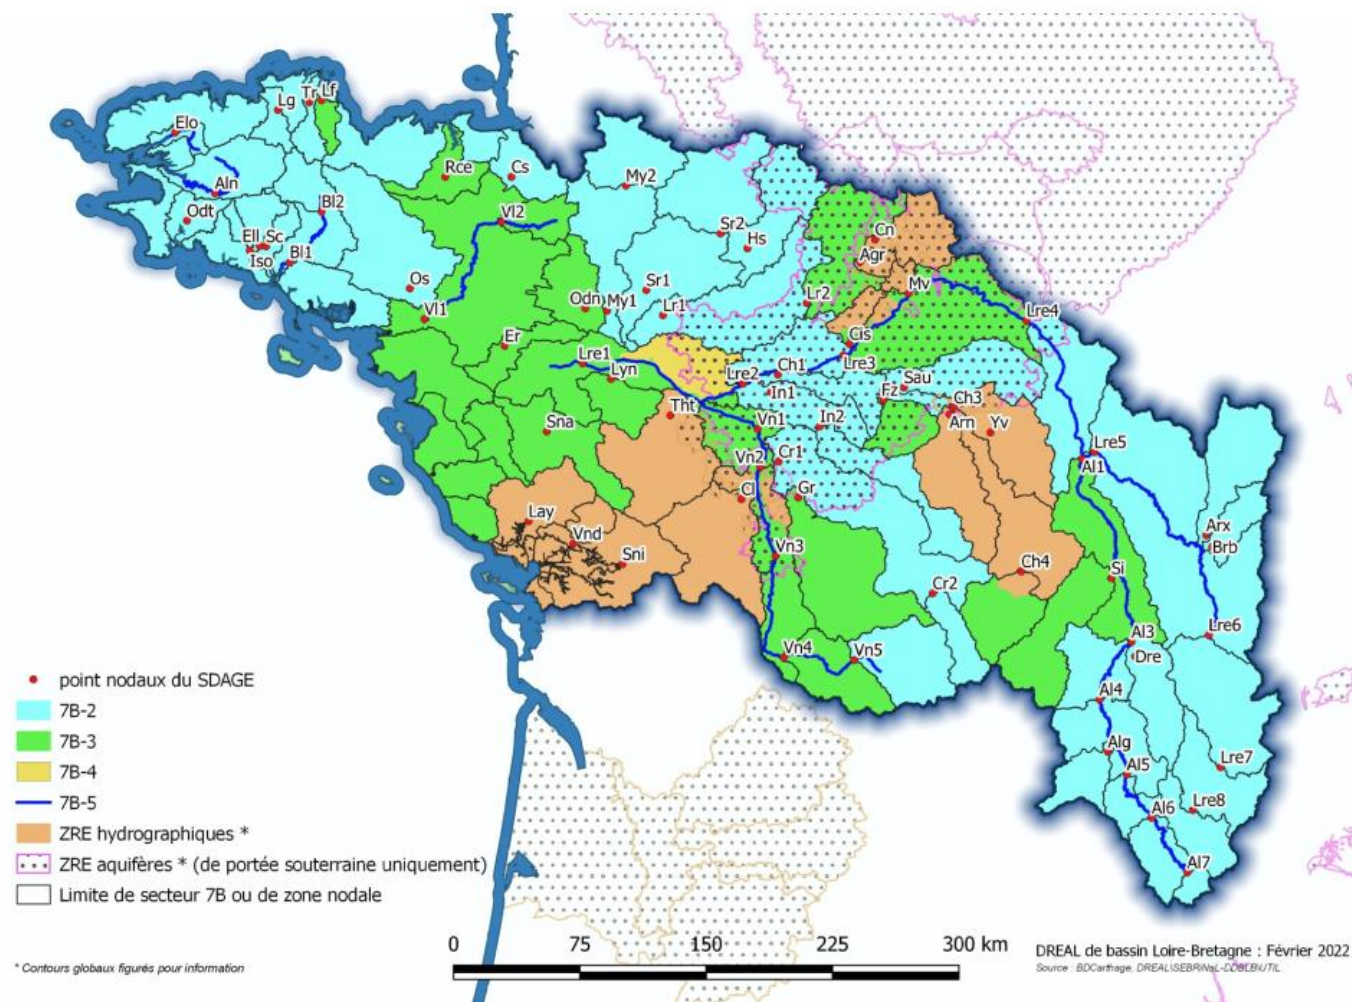 Lg
Tr
Lf
Elo
Rce
Cs
My2
Aln
Odt
Bl2
Vl2
Sr2
Hs
Cn
Agr
Ell
Sc
Iso
Bl1
Os
Vl1
Odn
My1
Sr1
Lr1
Lr2
Mv
Lre4
Er
Cis
Lre3
Lre1
Lyn
Lre2
Ch1
In1
Fz
Sau
Ch3
Arn
Yv
Tht
Sna
Vn1
In2
Vn2
Cr1
Lre5
Al1
Cl
Gr
Lay
Vnd
Sni
Vn3
Arx
Brb
Ch4
Si
Cr2
Lre6
Al3
Dre
Vn4
Vn5
Al4
Alg
Al5
Lre7
Al6
Lre8
Al7
point nodaux du SDAGE
7B-2
7B-3
7B-4
7B-5
ZRE hydrographiques *
ZRE aquifères * (de portée souterraine uniquement)
Limite de secteur 7B ou de zone nodale
0 75 150 225 300 km
* Contours globaux figurés pour information
DREAL de bassin Loire-Bretagne : Février 2022
Source : BDCarthage,